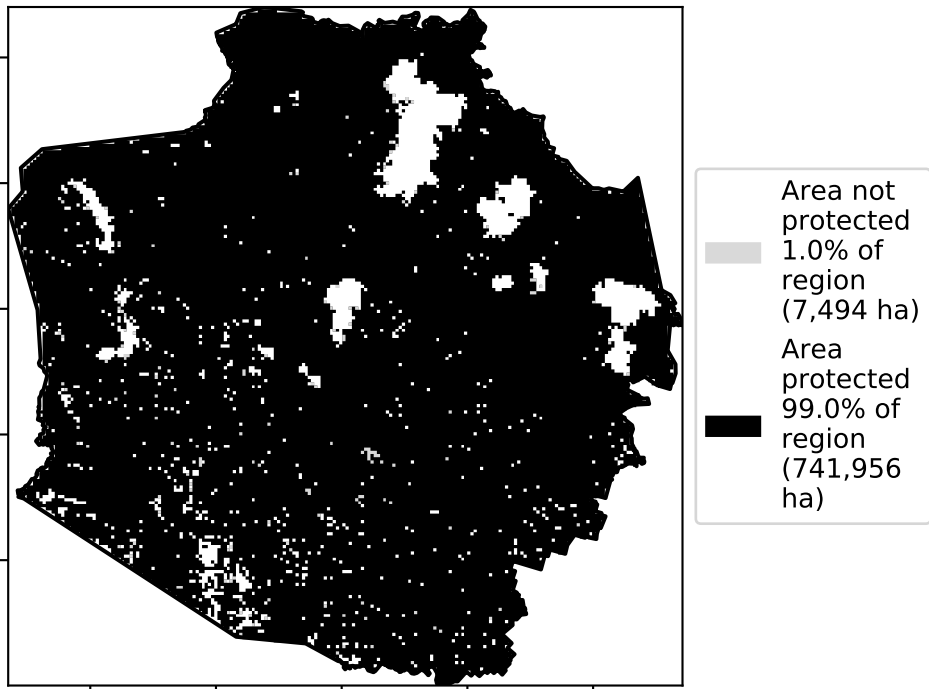 Area not
protected
1.0% of
region
(7,494 ha)
Area
protected
99.0% of
region
(741,956
ha)